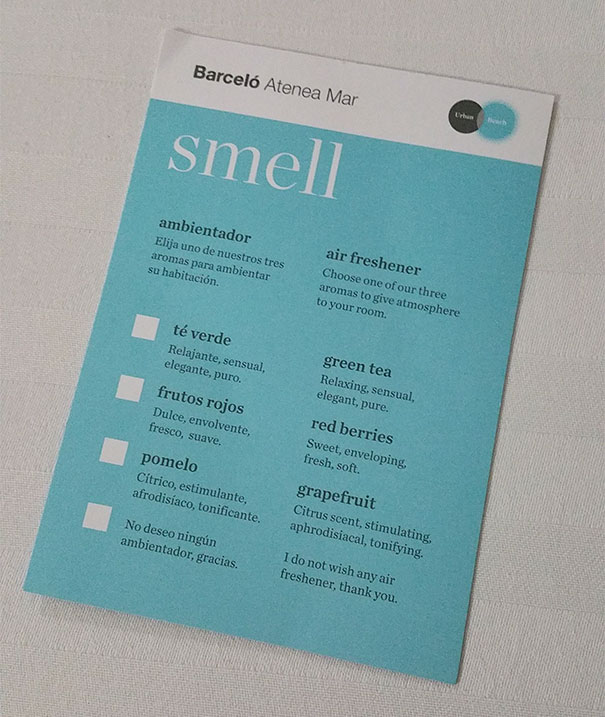 Barceló Atenea Mar
Urban Beach
smell
ambientador
Elija uno de nuestros tres
aromas para ambientar
su habitación.
air freshener
Choose one of our three
aromas to give atmosphere
to your room.
té verde
Relajante, sensual,
elegante, puro.
green tea
Relaxing, sensual,
elegant, pure.
frutos rojos
Dulce, envolvente,
fresco, suave.
red berries
Sweet, enveloping,
fresh, soft.
pomelo
Cítrico, estimulante,
afrodisíaco, tonificante.
grapefruit
Citrus scent, stimulating,
aphrodisiacal, tonifying.
No deseo ningún
ambientador, gracias.
I do not wish any air
freshener, thank you.